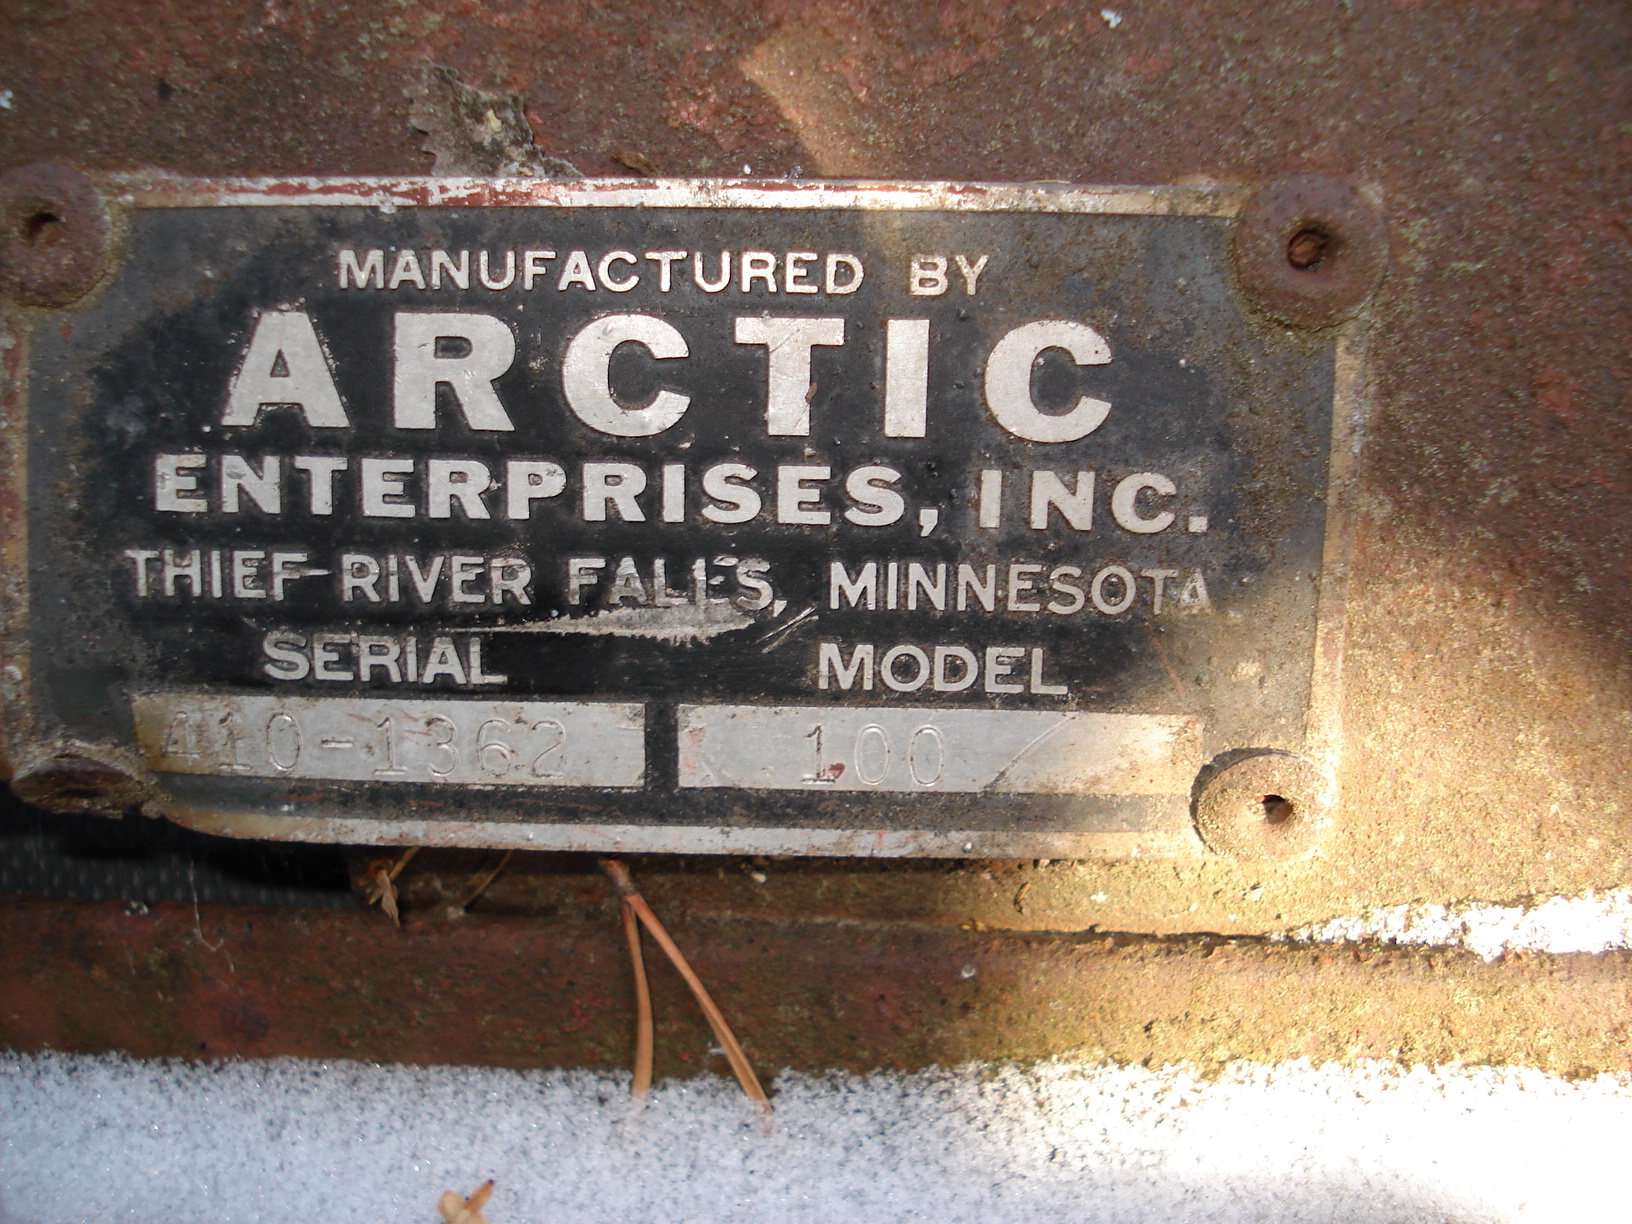 MANUFACTURED BY
ARCTIC
ENTERPRISES, INC.
THIEF RIVER FALLS, MINNESOTA
SERIAL MODEL
410-1362 100